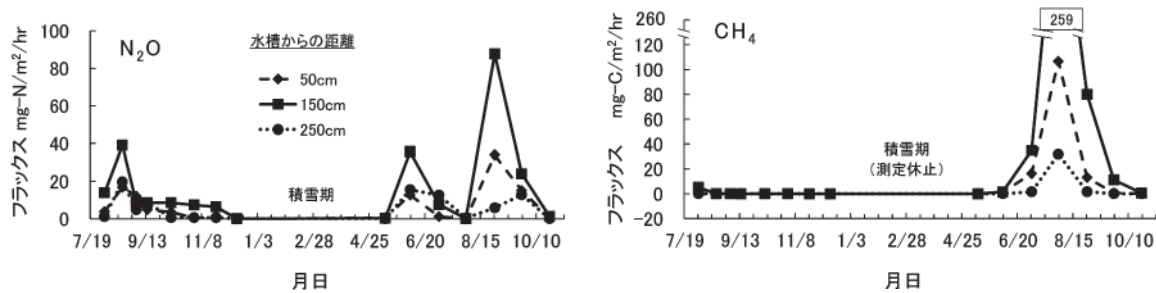 N2O
フラックス mg-N/m²/hr
100
80
60
40
20
0
水槽からの距離
50cm
150cm
250cm
積雪期
7/19
9/13
11/8
1/3
2/28
4/25
6/20
8/15
10/10
月日
CH4
フラックス mg-C/m²/hr
260
120
100
80
60
40
20
0
-20
259
積雪期
(測定休止)
7/19
9/13
11/8
1/3
2/28
4/25
6/20
8/15
10/10
月日